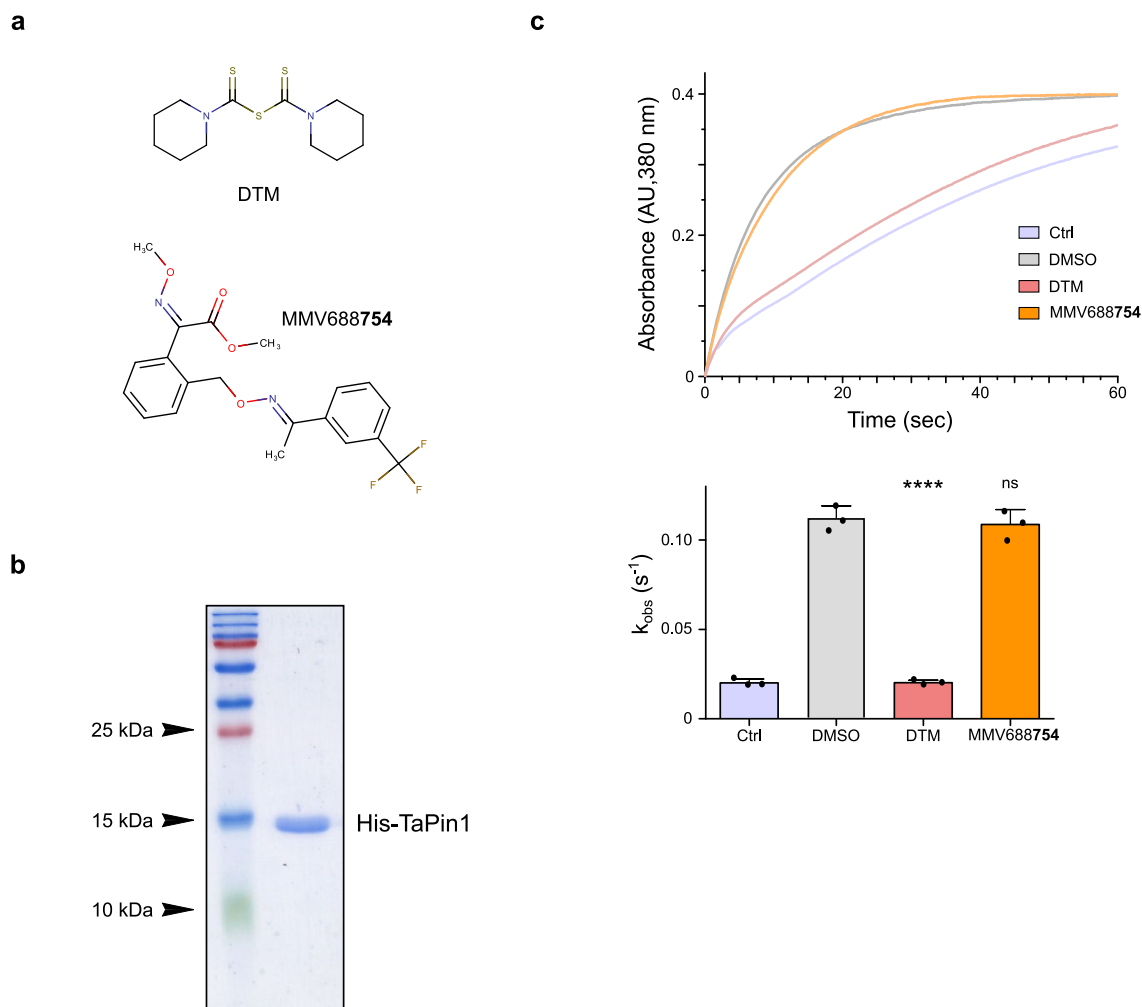 a
S
S
N
S
N
DTM
H₃C
O
N
O
O
CH₃
MMV688754
O
N
H₃C
F
F
F
b
25 kDa
15 kDa
10 kDa
His-TaPin1
c
Absorbance (AU,380 nm)
0.4
0.2
0
0
20
40
60
Time (sec)
Ctrl
DMSO
DTM
MMV688754
kobs (s⁻¹)
0.10
0.05
0
****
ns
Ctrl
DMSO
DTM
MMV688754